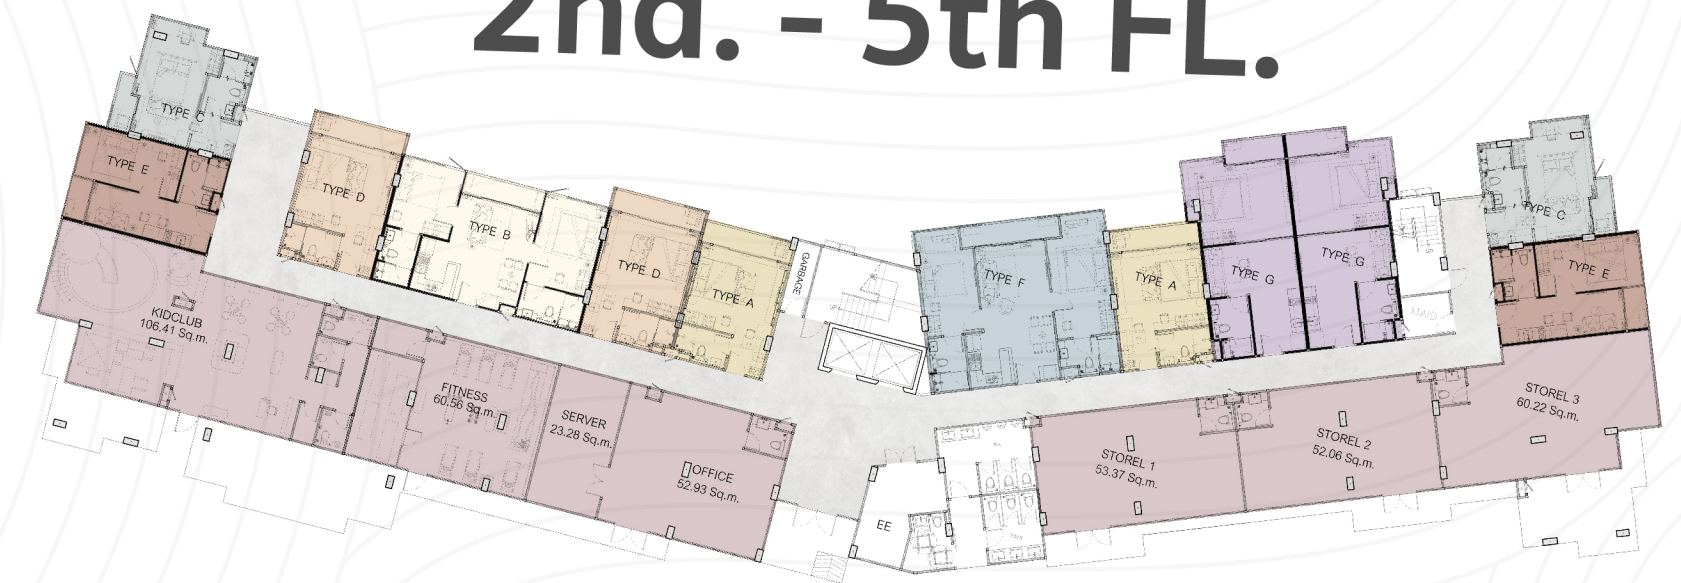 2nd. - 5th FL.
TYPE C
TYPE E
TYPE D
TYPE B
TYPE D
TYPE A
GARBAGE
TYPE F
TYPE A
TYPE G
TYPE G
MAID
TYPE C
TYPE E
KIDCLUB
106.41 Sq.m.
FITNESS
60.56 Sq.m.
SERVER
23.28 Sq.m.
OFFICE
52.93 Sq.m.
EE
STOREL 1
53.37 Sq.m.
STOREL 2
52.06 Sq.m.
STOREL 3
60.22 Sq.m.